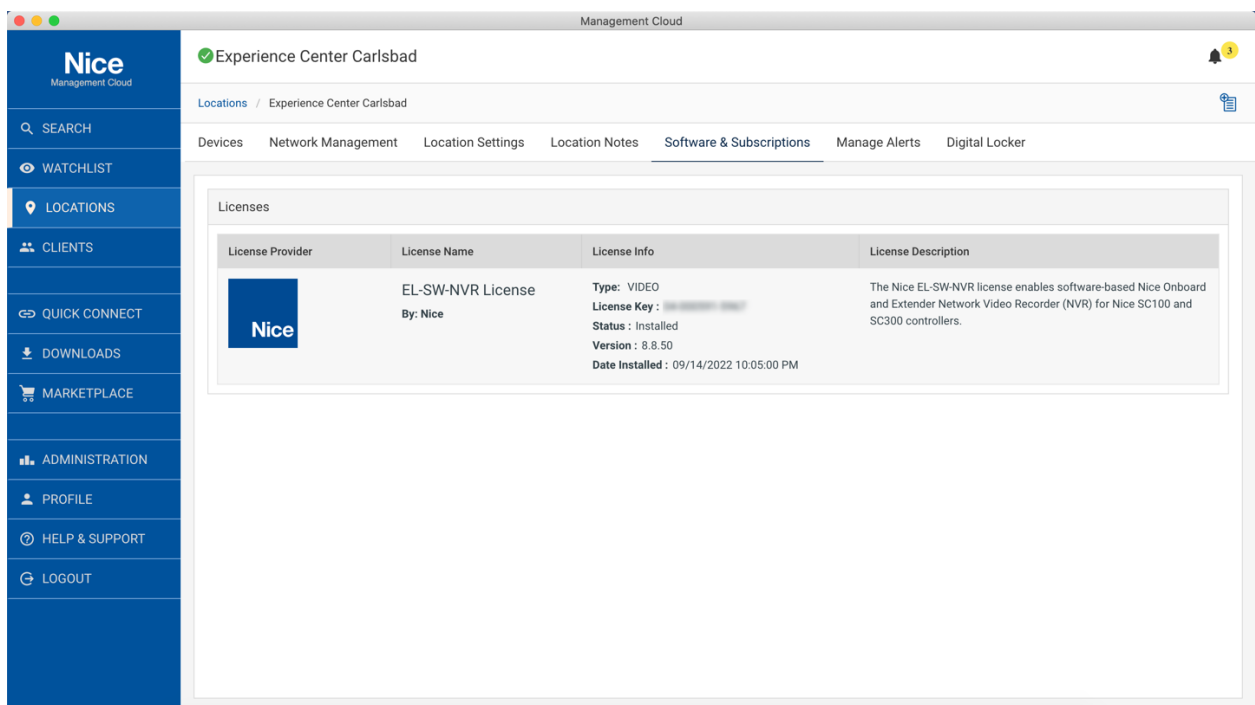 Management Cloud
Nice
Management Cloud
SEARCH
WATCHLIST
LOCATIONS
CLIENTS
QUICK CONNECT
DOWNLOADS
MARKETPLACE
ADMINISTRATION
PROFILE
HELP & SUPPORT
LOGOUT
Experience Center Carlsbad
3
Locations / Experience Center Carlsbad
Devices Network Management Location Settings Location Notes Software & Subscriptions Manage Alerts Digital Locker
Licenses
License Provider License Name License Info License Description
Nice
EL-SW-NVR License
By: Nice
Type: VIDEO
License Key :
Status : Installed
Version : 8.8.50
Date Installed : 09/14/2022 10:05:00 PM
The Nice EL-SW-NVR license enables software-based Nice Onboard
and Extender Network Video Recorder (NVR) for Nice SC100 and
SC300 controllers.